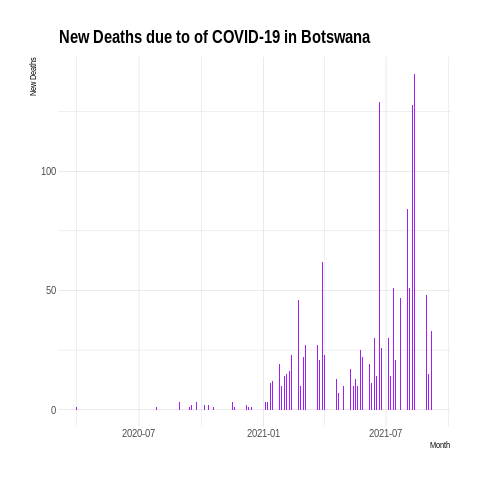 New Deaths due to of COVID-19 in Botswana
New Deaths
100
50
0
2020-07
2021-01
2021-07
Month